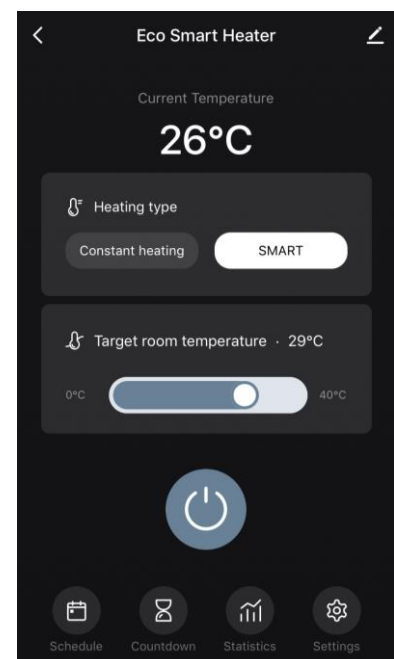 Eco Smart Heater
Current Temperature
26°C
Heating type
Constant heating SMART
Target room temperature · 29°C
0°C 40°C
Schedule Countdown Statistics Settings